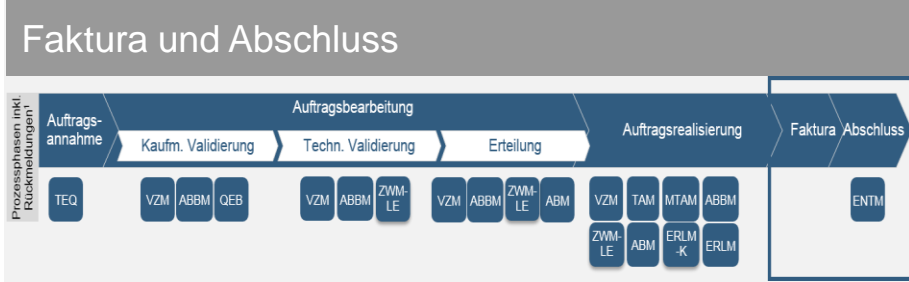 Faktura und Abschluss
Prozessphasen inkl.
Rückmeldungen¹
Auftrags-
annahme
Auftragsbearbeitung
Kaufm. Validierung
Techn. Validierung
Erteilung
Auftragsrealisierung
Faktura
Abschluss
TEQ
VZM ABBM QEB
VZM ABBM ZWM-
LE
VZM ABBM ZWM-
LE ABM
VZM TAM MTAM ABBM
ZWM-
LE ABM ERLM
-K ERLM
ENTM